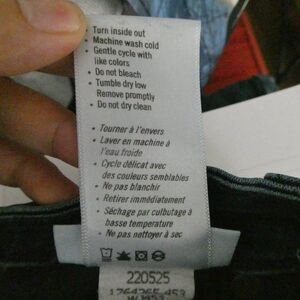 • Turn inside out
• Machine wash cold
• Gentle cycle with
like colors
• Do not bleach
• Tumble dry low
Remove promptly
• Do not dry clean
• Tourner à l'envers
• Laver en machine à
l'eau froide
• Cycle délicat avec
des couleurs semblables
• Ne pas blanchir
• Retirer immédiatement
• Séchage par culbutage à
basse température
• Ne pas nettoyer à sec
220525